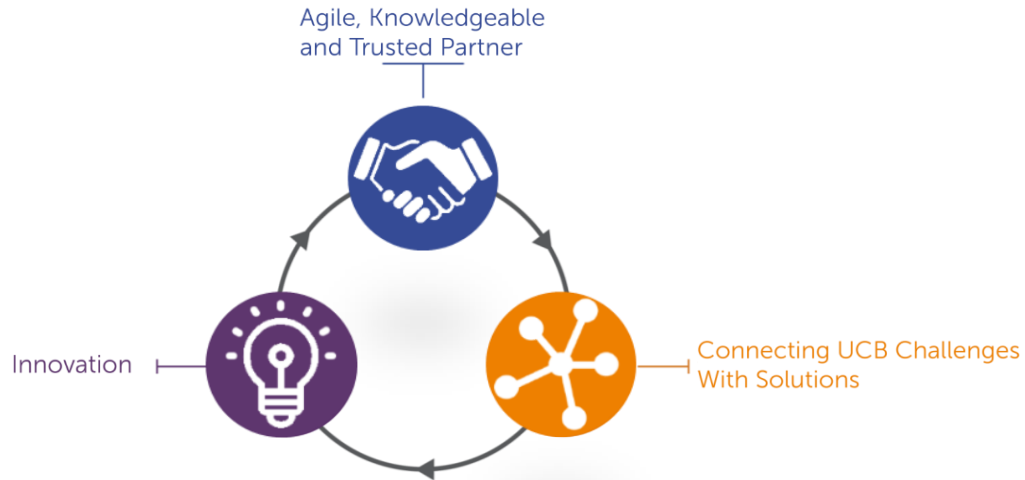 Agile, Knowledgeable
and Trusted Partner
Innovation
Connecting UCB Challenges
With Solutions